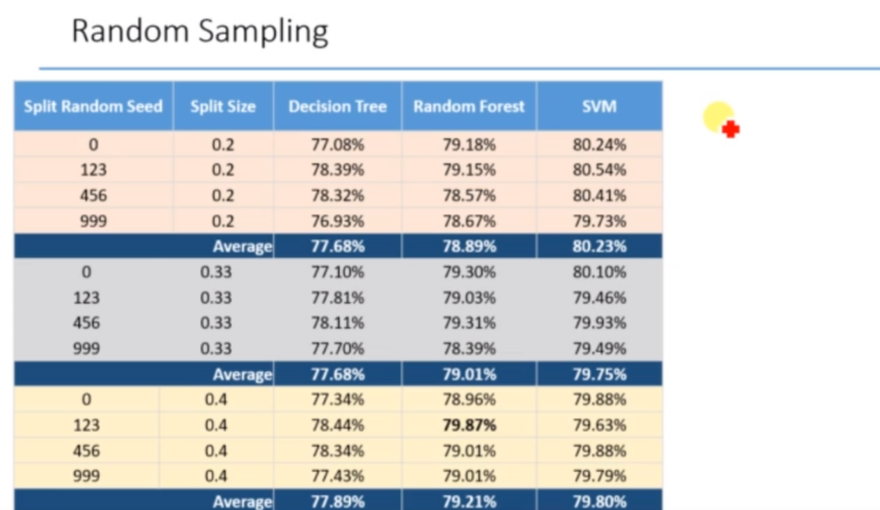 Random Sampling
Split Random Seed Split Size Decision Tree Random Forest SVM
0 0.2 77.08% 79.18% 80.24%
123 0.2 78.39% 79.15% 80.54%
456 0.2 78.32% 78.57% 80.41%
999 0.2 76.93% 78.67% 79.73%
Average 77.68% 78.89% 80.23%
0 0.33 77.10% 79.30% 80.10%
123 0.33 77.81% 79.03% 79.46%
456 0.33 78.11% 79.31% 79.93%
999 0.33 77.70% 78.39% 79.49%
Average 77.68% 79.01% 79.75%
0 0.4 77.34% 78.96% 79.88%
123 0.4 78.44% 79.87% 79.63%
456 0.4 78.34% 79.01% 79.88%
999 0.4 77.43% 79.01% 79.79%
Average 77.89% 79.21% 79.80%